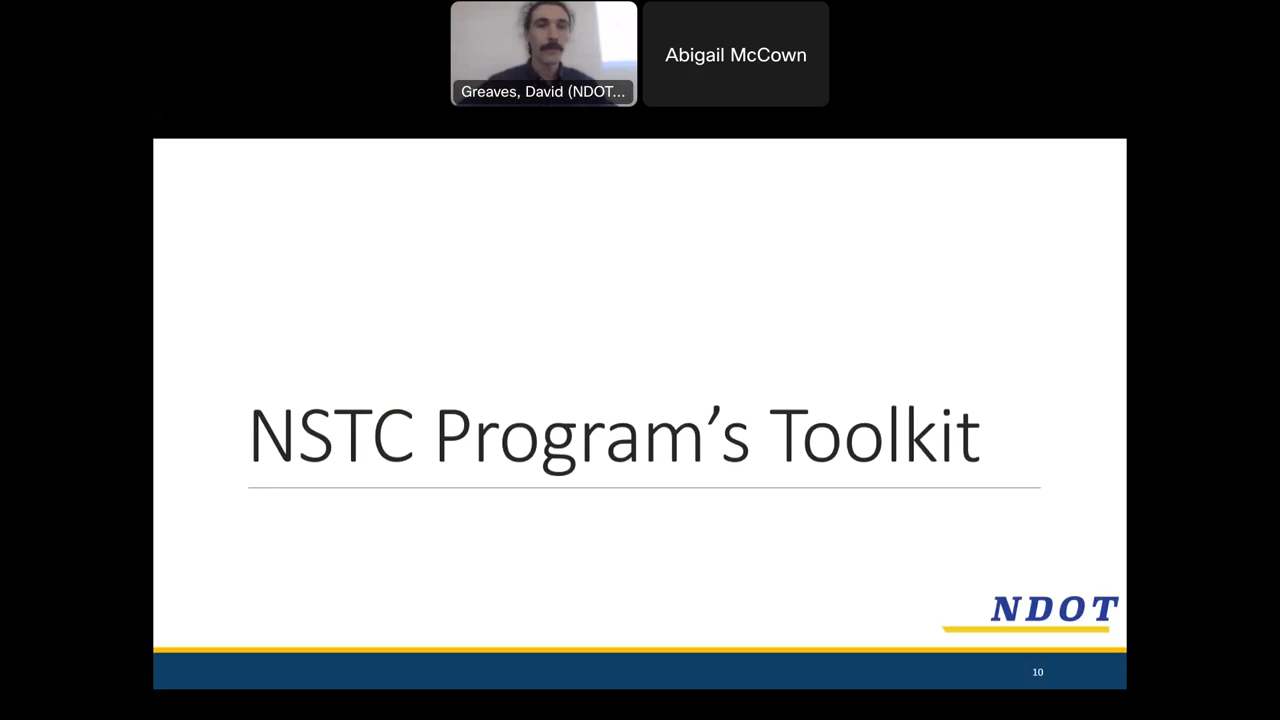 Greaves, David (NDOT...
Abigail McCown
NSTC Program’s Toolkit
NDOT
10